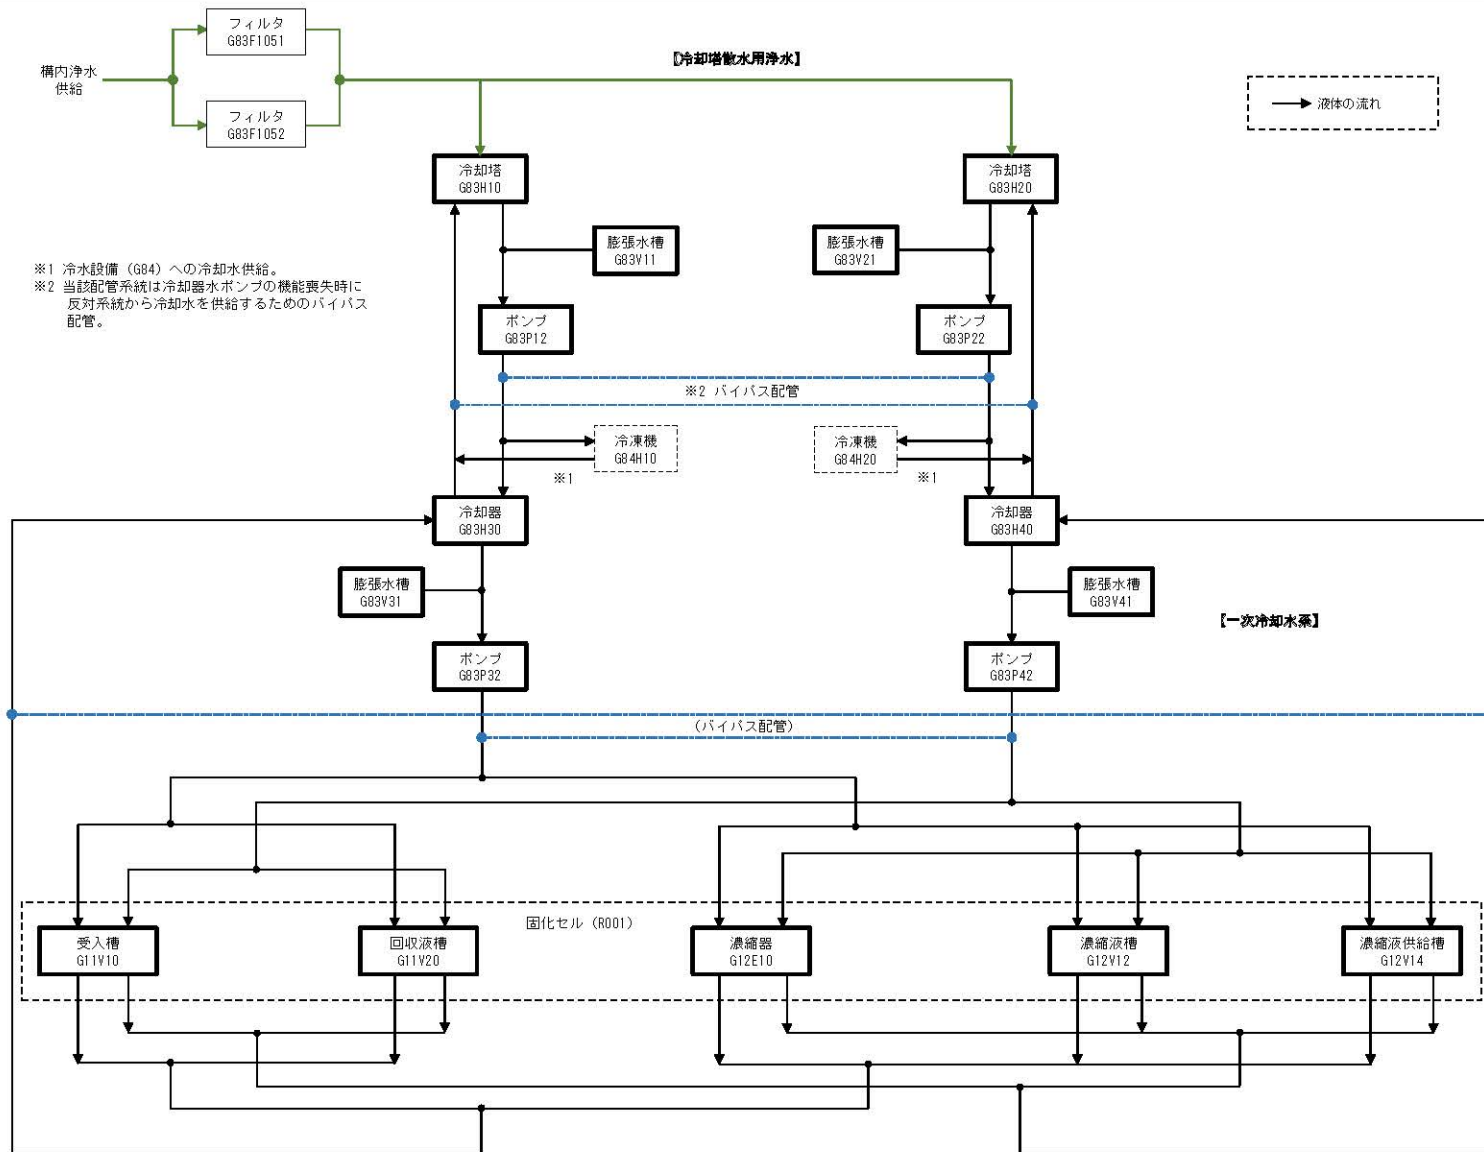 フィルタ
G83F1051
構内浄水
供給
フィルタ
G83F1052
【冷却塔散水用浄水】
液体の流れ
冷却塔
G83H10
冷却塔
G83H20
膨張水槽
G83V11
膨張水槽
G83V21
※1 冷水設備（G84）への冷却水供給。
※2 当該配管系統は冷却器水ポンプの機能喪失時に
反対系統から冷却水を供給するためのバイパス
配管。
ポンプ
G83P12
ポンプ
G83P22
※2 バイパス配管
冷凍機
G84H10
冷凍機
G84H20
※1
※1
冷却器
G83H30
冷却器
G83H40
膨張水槽
G83V31
膨張水槽
G83V41
【一次冷却水系】
ポンプ
G83P32
ポンプ
G83P42
(バイパス配管)
固化セル（R001）
受入槽
G11V10
回収液槽
G11V20
濃縮器
G12E10
濃縮液槽
G12V12
濃縮液供給槽
G12V14